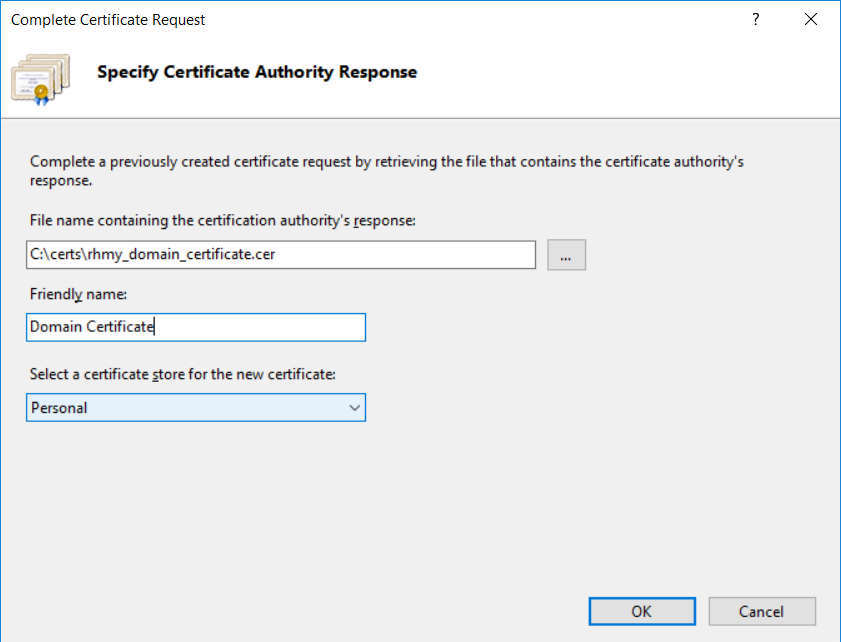 Complete Certificate Request
?
Specify Certificate Authority Response
Complete a previously created certificate request by retrieving the file that contains the certificate authority's
response.
File name containing the certification authority's response:
C:\certs\rhmy_domain_certificate.cer
...
Friendly name:
Domain Certificate
Select a certificate store for the new certificate:
Personal
OK Cancel